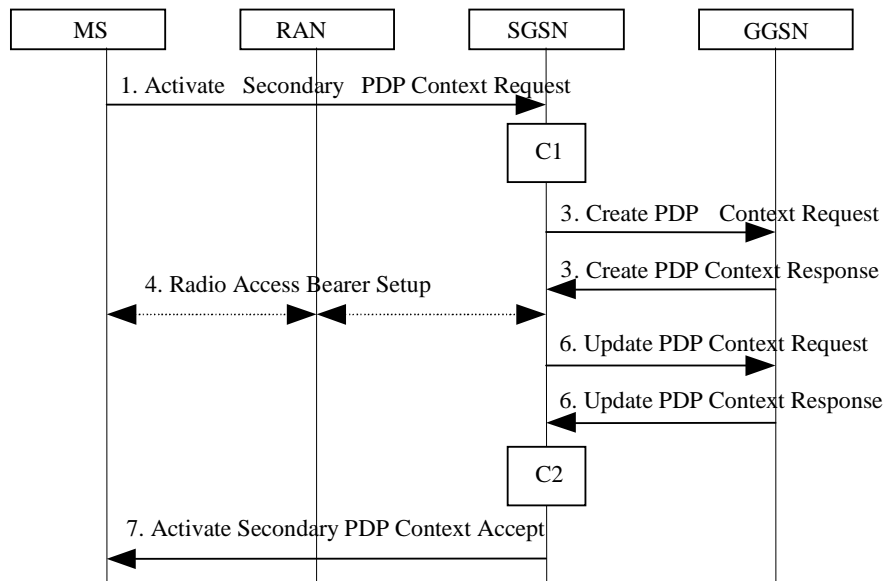 MS RAN SGSN GGSN
1. Activate Secondary PDP Context Request
C1
3. Create PDP Context Request
3. Create PDP Context Response
4. Radio Access Bearer Setup
6. Update PDP Context Request
6. Update PDP Context Response
C2
7. Activate Secondary PDP Context Accept